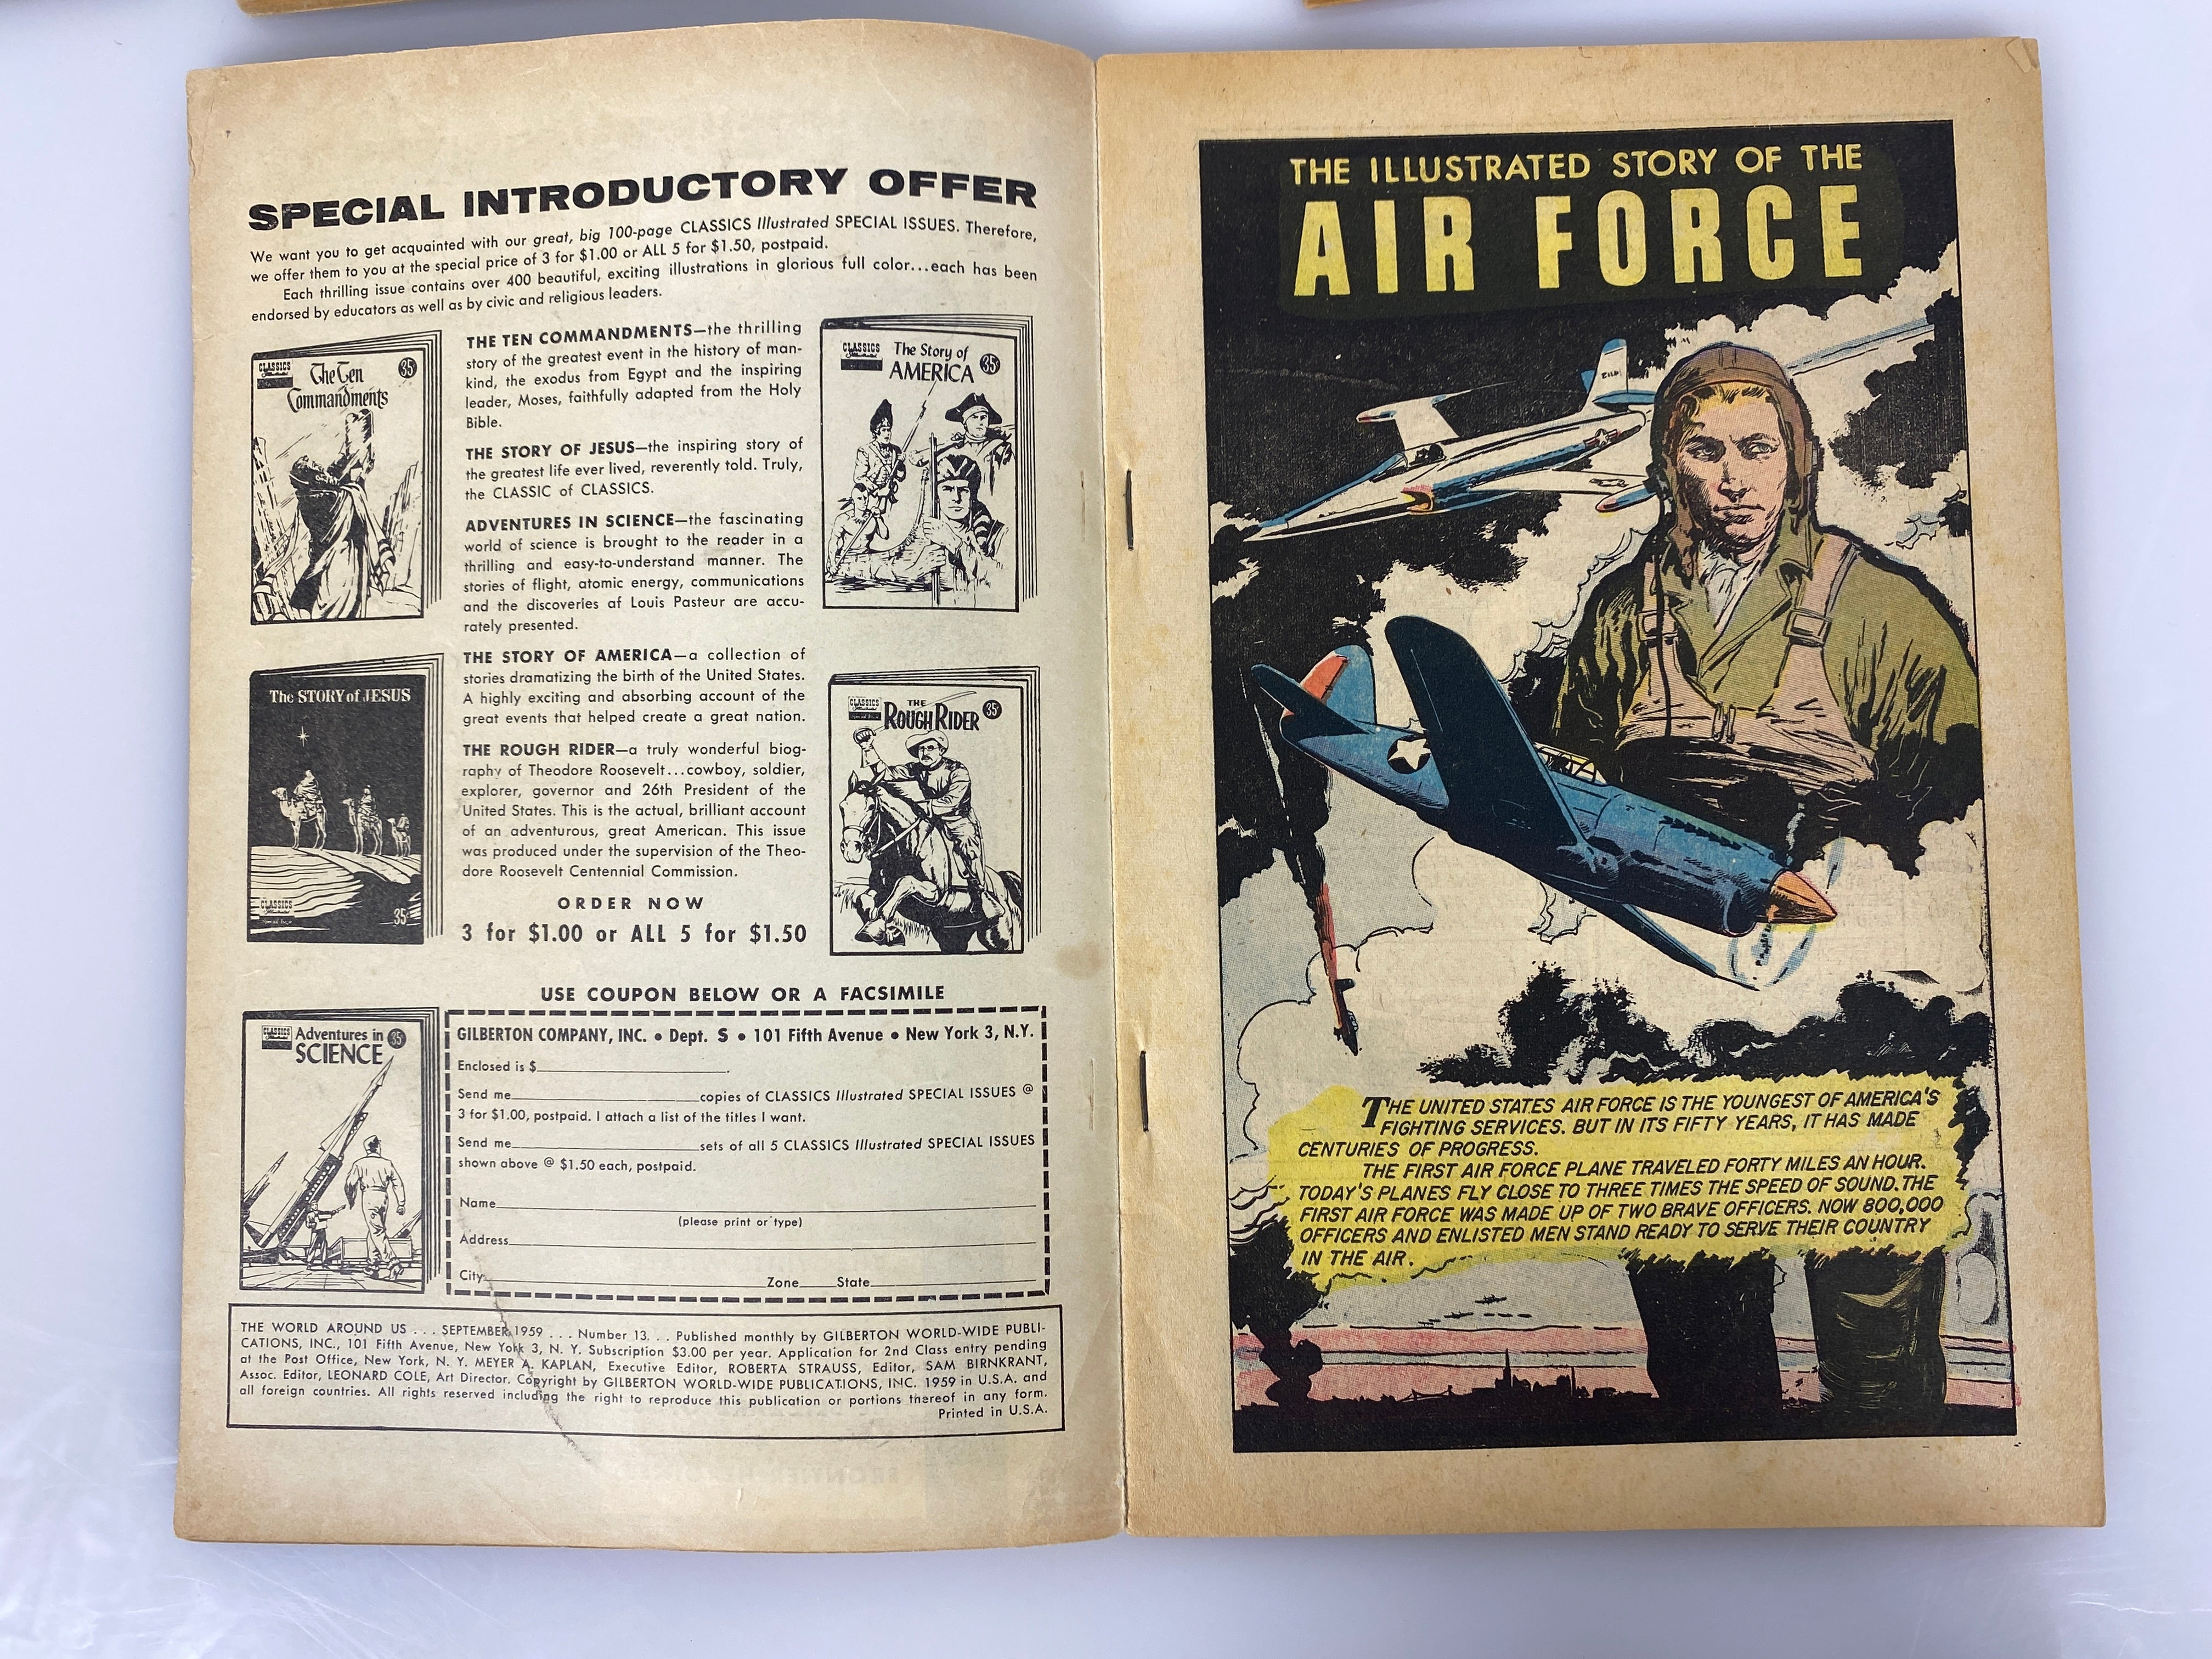 SPECIAL INTRODUCTORY OFFER
We want you to get acquainted with our great, big 100-page CLASSICS Illustrated SPECIAL ISSUES. Therefore,
we offer them to you at the special price of 3 for $1.00 or ALL 5 for $1.50, postpaid.
Each thrilling issue contains over 400 beautiful, exciting illustrations in glorious full color...each has been
endorsed by educators as well as by civic and religious leaders.
CLASSICS
Illustrated
The Ten
Commandments
35¢
THE TEN COMMANDMENTS—the thrilling
story of the greatest event in the history of man-
kind, the exodus from Egypt and the inspiring
leader, Moses, faithfully adapted from the Holy
Bible.
THE STORY OF JESUS—the inspiring story of
the greatest life ever lived, reverently told. Truly,
the CLASSIC of CLASSICS.
ADVENTURES IN SCIENCE—the fascinating
world of science is brought to the reader in a
thrilling and easy-to-understand manner. The
stories of flight, atomic energy, communications
and the discoveries af Louis Pasteur are accu-
rately presented.
THE STORY OF AMERICA—a collection of
stories dramatizing the birth of the United States.
A highly exciting and absorbing account of the
great events that helped create a great nation.
THE ROUGH RIDER—a truly wonderful biog-
raphy of Theodore Roosevelt...cowboy, soldier,
explorer, governor and 26th President of the
United States. This is the actual, brilliant account
of an adventurous, great American. This issue
was produced under the supervision of the Theo-
dore Roosevelt Centennial Commission.
ORDER NOW
3 for $1.00 or ALL 5 for $1.50
CLASSICS
Illustrated
The Story of
AMERICA
35¢
The STORY of JESUS
CLASSICS
Illustrated
35¢
CLASSICS
Illustrated
THE
ROUGH RIDER
35¢
CLASSICS
Illustrated
Adventures in
SCIENCE
35¢
USE COUPON BELOW OR A FACSIMILE
GILBERTON COMPANY, INC. • Dept. S • 101 Fifth Avenue • New York 3, N.Y.
Enclosed is $
Send me copies of CLASSICS Illustrated SPECIAL ISSUES @
3 for $1.00, postpaid. I attach a list of the titles I want.
Send me sets of all 5 CLASSICS Illustrated SPECIAL ISSUES
shown above @ $1.50 each, postpaid.
Name
(please print or type)
Address
City Zone State
THE WORLD AROUND US . . . SEPTEMBER 1959 . . . Number 13. . . Published monthly by GILBERTON WORLD-WIDE PUBLI-
CATIONS, INC., 101 Fifth Avenue, New York 3, N. Y. Subscription $3.00 per year. Application for 2nd Class entry pending
at the Post Office, New York, N. Y. MEYER A. KAPLAN, Executive Editor, ROBERTA STRAUSS, Editor, SAM BIRNKRANT,
Assoc. Editor, LEONARD COLE, Art Director. Copyright by GILBERTON WORLD-WIDE PUBLICATIONS, INC. 1959 in U.S.A. and
all foreign countries. All rights reserved including the right to reproduce this publication or portions thereof in any form.
Printed in U.S.A.
THE ILLUSTRATED STORY OF THE
AIR FORCE
THE UNITED STATES AIR FORCE IS THE YOUNGEST OF AMERICA'S
FIGHTING SERVICES. BUT IN ITS FIFTY YEARS, IT HAS MADE
CENTURIES OF PROGRESS.
THE FIRST AIR FORCE PLANE TRAVELED FORTY MILES AN HOUR.
TODAY'S PLANES FLY CLOSE TO THREE TIMES THE SPEED OF SOUND. THE
FIRST AIR FORCE WAS MADE UP OF TWO BRAVE OFFICERS. NOW 800,000
OFFICERS AND ENLISTED MEN STAND READY TO SERVE THEIR COUNTRY
IN THE AIR.